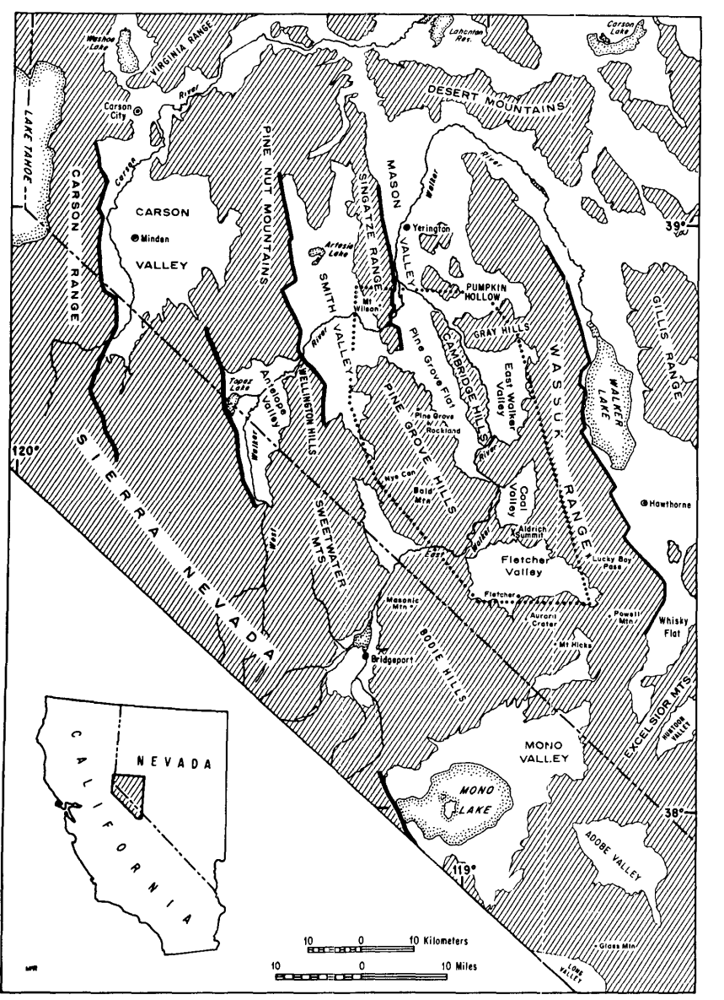 Washoe
Lake
VIRGINIA RANGE
Lahontan
Res.
Carson
Lake
River
Carson
City
DESERT MOUNTAINS
LAKE TAHOE
CARSON RANGE
Carson
PINE NUT MOUNTAINS
SINGATZE RANGE
MASON
VALLEY
Walker
River
CARSON
VALLEY
Minden
Yerington
39°
Artesia
Lake
SMITH VALLEY
Mt
Wilson
PUMPKIN
HOLLOW
GRAY HILLS
GILLIS RANGE
River
Pine Grove Flat
CAMBRIDGE HILLS
East Walker
Valley
WASSUK RANGE
WALKER
LAKE
Topaz
Lake
Antelope
Valley
WELLINGTON HILLS
PINE GROVE HILLS
Pine Grove
Rockland
120°
SIERRA NEVADA
Walker
River
Nye Can
Bald
Mtn
Coal
Valley
Hawthorne
West
SWEETWATER
MTS
East
Walker
Aldrich
Summit
Fletcher
Valley
Lucky Boy
Pass
Fletcher
Masonic
Mtn
Aurora
Crater
Powell
Mtn
Whisky
Flat
BODIE HILLS
Mt Hicks
Bridgeport
EXCELSIOR MTS
HUNTOON
VALLEY
CALIFORNIA
NEVADA
MONO
VALLEY
MONO
LAKE
38°
ADOBE VALLEY
119°
Glass Mtn
LONG
VALLEY
10 0 10 Kilometers
10 0 10 Miles